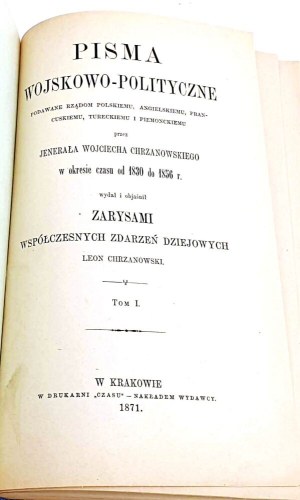 PISMA
WOJSKOWO-POLITYCZNE
PODAWANE RZĄDOM POLSKIEMU, ANGIELSKIEMU, FRAN-
CUSKIEMU, TURECKIEMU I PIEMONCKIEMU
przez
JENERAŁA WOJCIECHA CHRZANOWSKIEGO
w okresie czasu od 1830 do 1856 r.
wydał i objaśnił
ZARYSAMI
WSPÓŁCZESNYCH ZDARZEŃ DZIEJOWYCH
LEON CHRZANOWSKI.
TOM I.
W KRAKOWIE
W DRUKARNI „CZASU" – NAKŁADEM WYDAWCY.
1871.